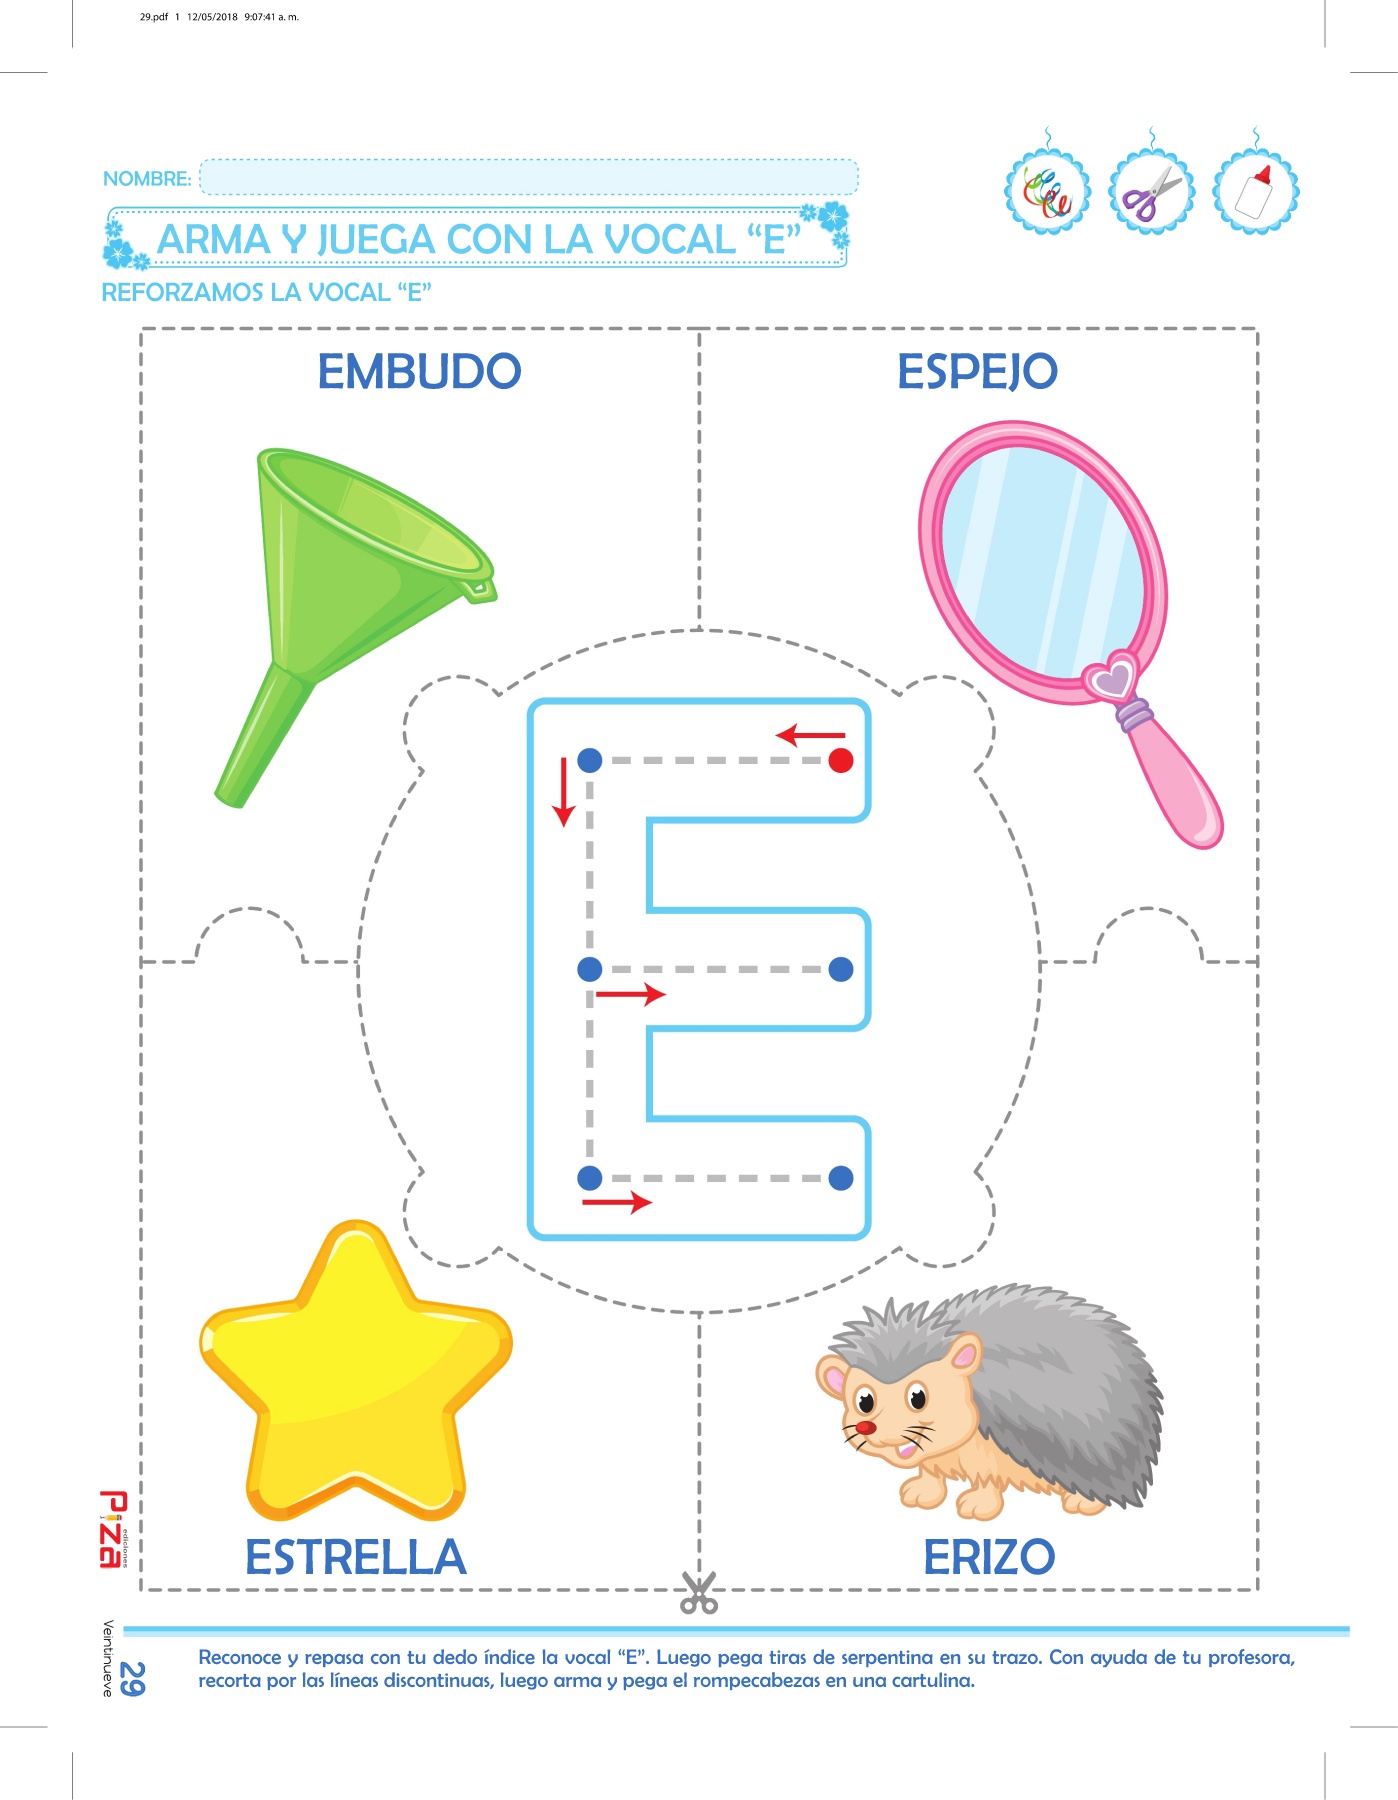 29.pdf 1 12/05/2018 9:07:41 a. m.
NOMBRE:
ARMA Y JUEGA CON LA VOCAL “E”
REFORZAMOS LA VOCAL “E”
EMBUDO
ESPEJO
E
ESTRELLA
ERIZO
Piza
ediciones
Veintinueve
29
Reconoce y repasa con tu dedo índice la vocal “E”. Luego pega tiras de serpentina en su trazo. Con ayuda de tu profesora,
recorta por las líneas discontinuas, luego arma y pega el rompecabezas en una cartulina.